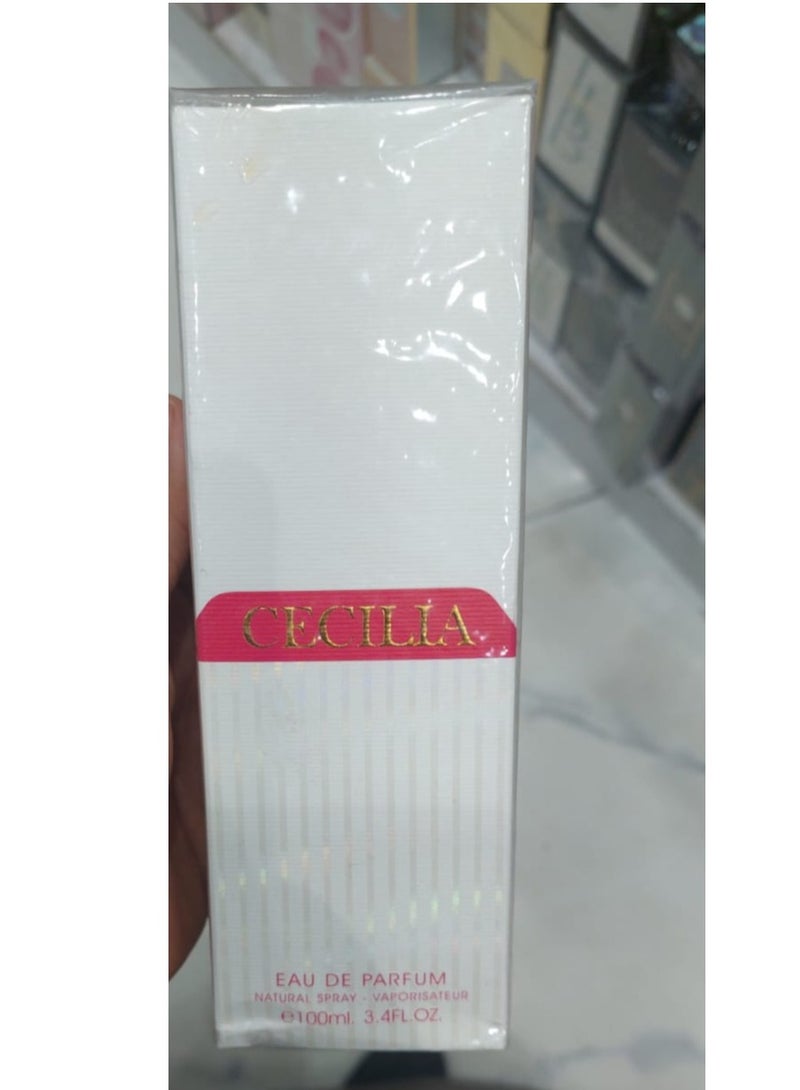 CECILIA
EAU DE PARFUM
NATURAL SPRAY - VAPORISATEUR
℮100ml. 3.4FL.OZ.